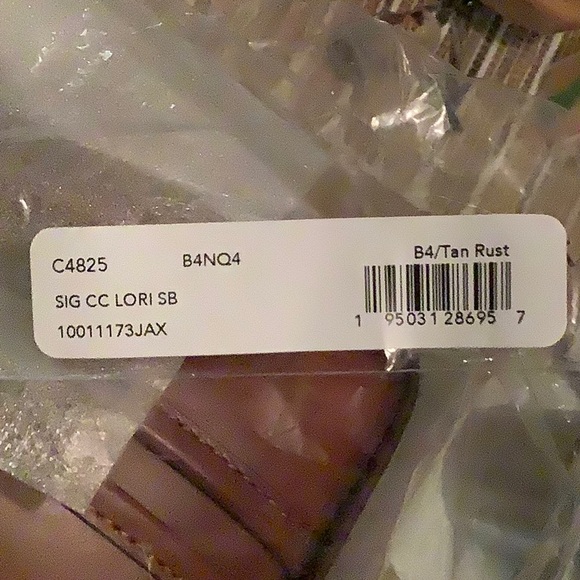 C4825 B4NQ4 B4/Tan Rust
SIG CC LORI SB
10011173JAX
1 95031 28695 7